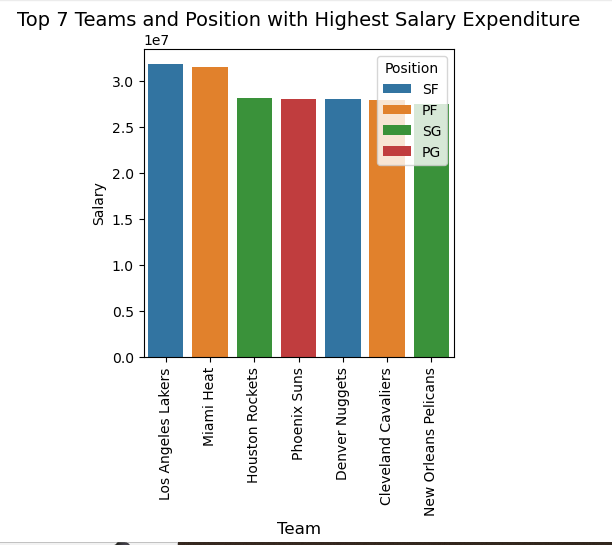 Top 7 Teams and Position with Highest Salary Expenditure
1e7
Position
SF
PF
SG
PG
3.0
2.5
2.0
1.5
1.0
0.5
0.0
Salary
Los Angeles Lakers
Miami Heat
Houston Rockets
Phoenix Suns
Denver Nuggets
Cleveland Cavaliers
New Orleans Pelicans
Team